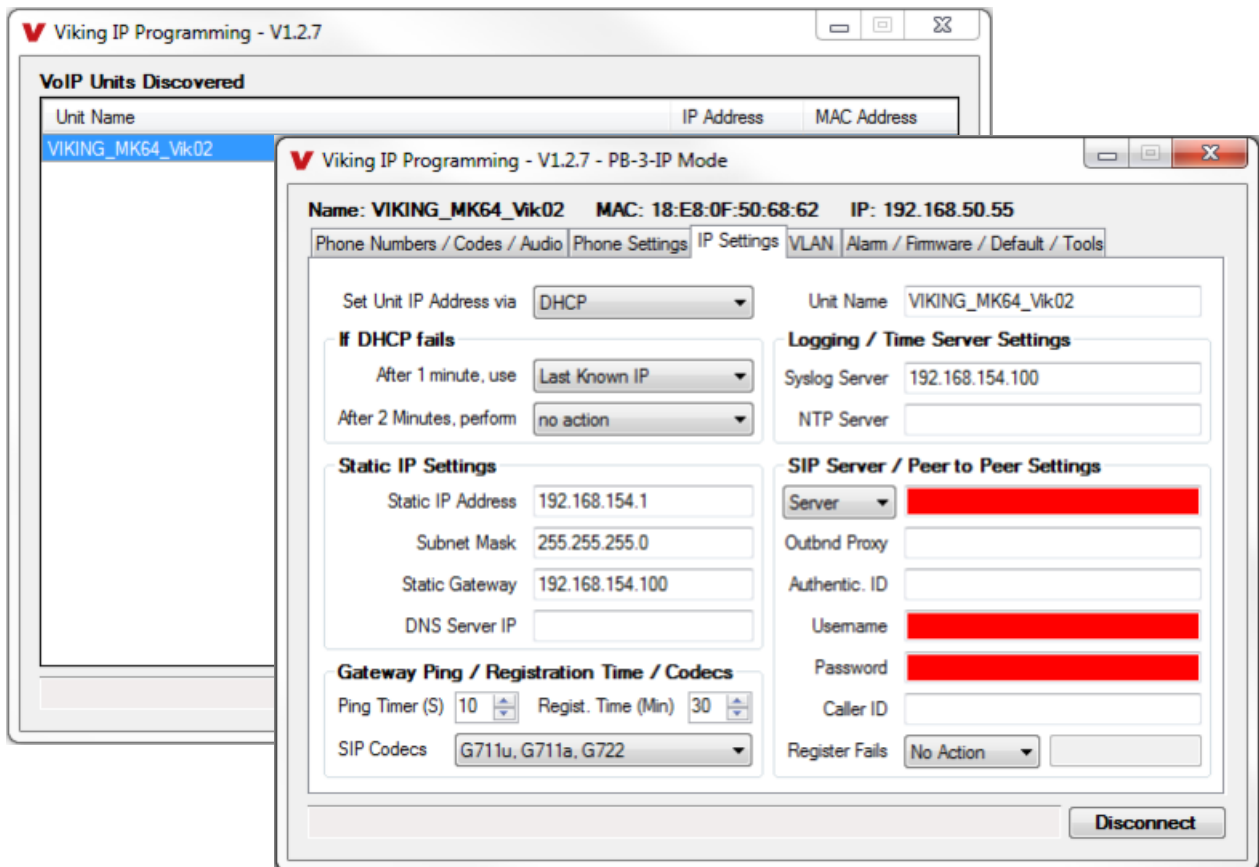 Viking IP Programming - V1.2.7
VoIP Units Discovered
Unit Name IP Address MAC Address
VIKING_MK64_Vik02
Viking IP Programming - V1.2.7 - PB-3-IP Mode
Name: VIKING_MK64_Vik02 MAC: 18:E8:0F:50:68:62 IP: 192.168.50.55
Phone Numbers / Codes / Audio Phone Settings IP Settings VLAN Alarm / Firmware / Default / Tools
Set Unit IP Address via DHCP
If DHCP fails
After 1 minute, use Last Known IP
After 2 Minutes, perform no action
Static IP Settings
Static IP Address 192.168.154.1
Subnet Mask 255.255.255.0
Static Gateway 192.168.154.100
DNS Server IP
Gateway Ping / Registration Time / Codecs
Ping Timer (S) 10 Regist. Time (Min) 30
SIP Codecs G711u, G711a, G722
Unit Name VIKING_MK64_Vik02
Logging / Time Server Settings
Syslog Server 192.168.154.100
NTP Server
SIP Server / Peer to Peer Settings
Server
Outbnd Proxy
Authentic. ID
Username
Password
Caller ID
Register Fails No Action
Disconnect